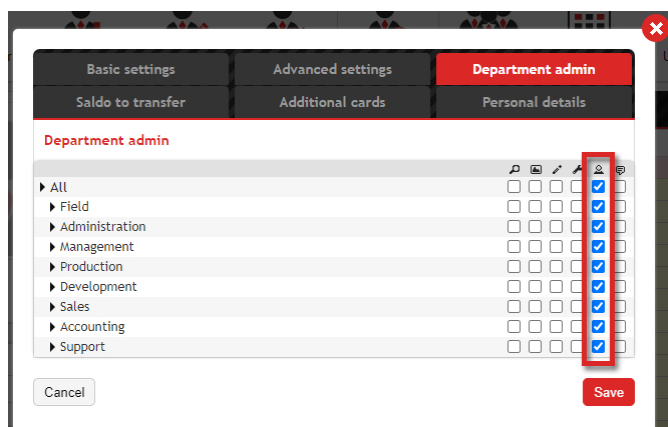 Basic settings Advanced settings Department admin
Saldo to transfer Additional cards Personal details
Department admin
All
Field
Administration
Management
Production
Development
Sales
Accounting
Support
Cancel Save